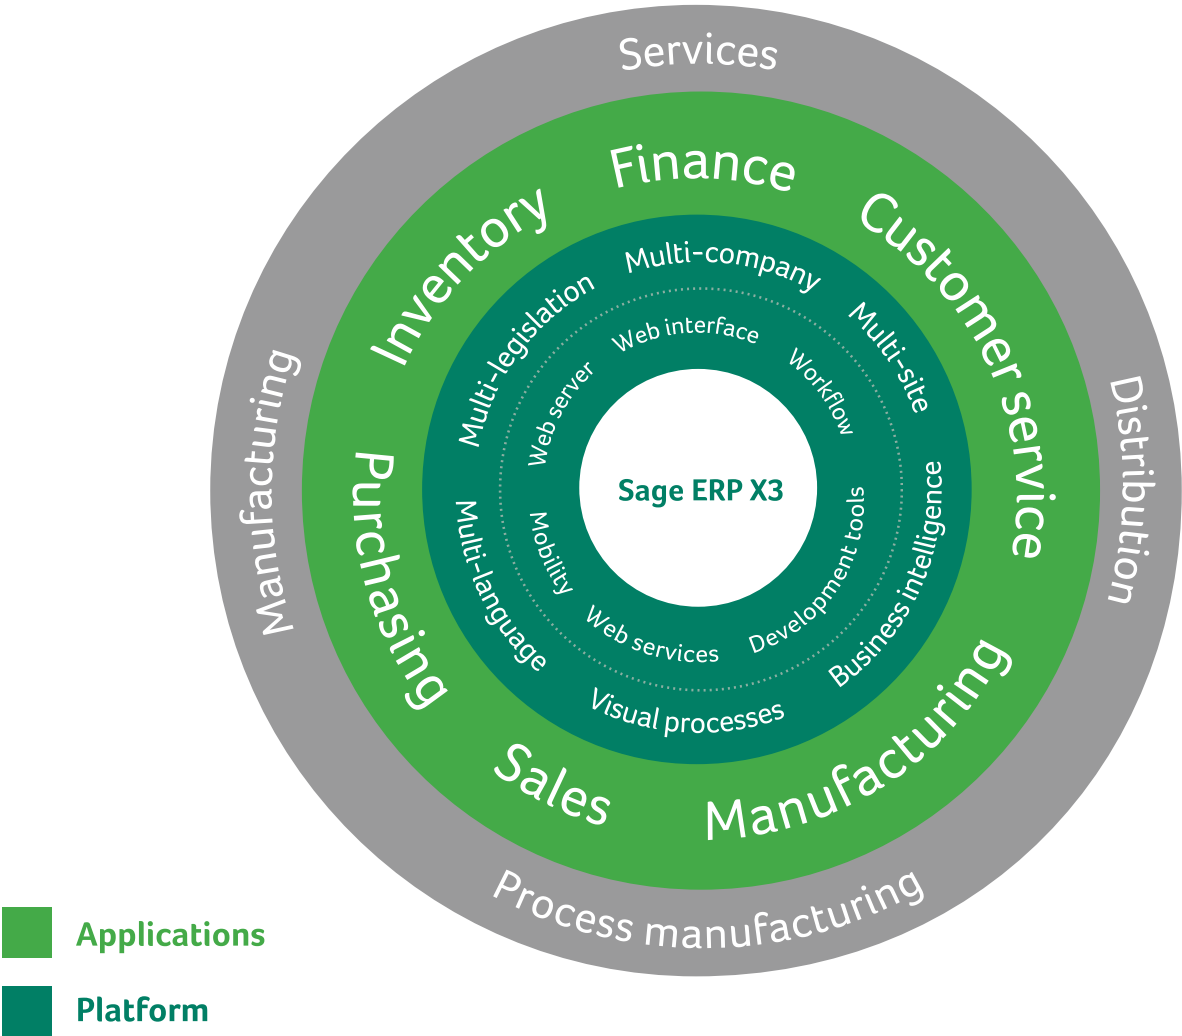 Services
Distribution
Process manufacturing
Manufacturing
Finance
Customer service
Manufacturing
Sales
Purchasing
Inventory
Multi-company
Multi-site
Business intelligence
Visual processes
Multi-language
Multi-legislation
Web interface
Workflow
Development tools
Web services
Mobility
Web server
Sage ERP X3
Applications
Platform